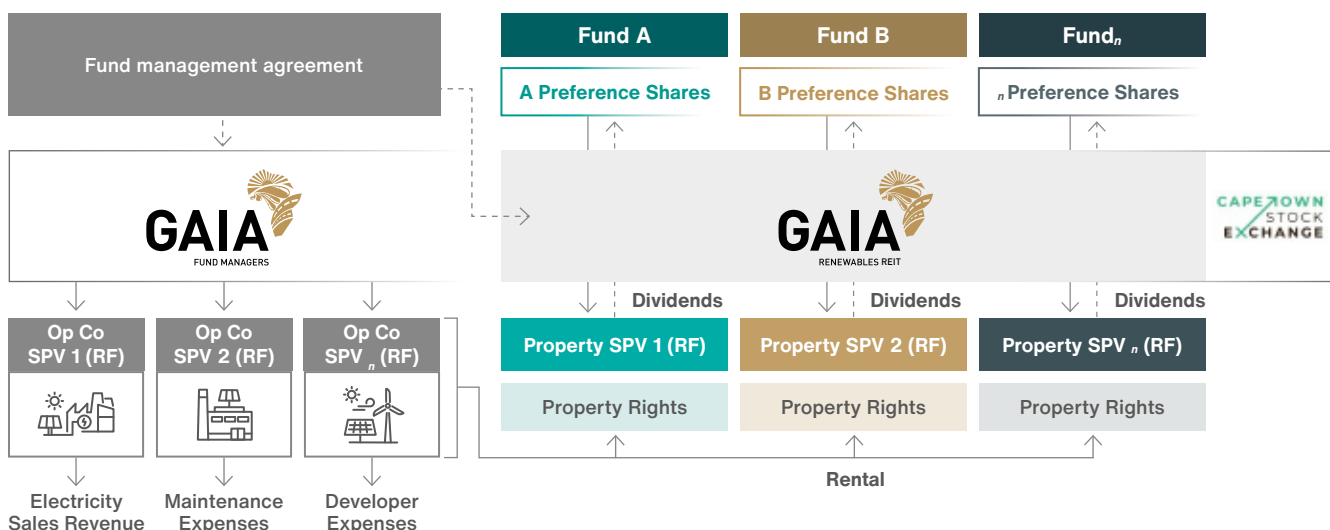 Fund management agreement
Fund A
Fund B
Fundn
A Preference Shares
B Preference Shares
n Preference Shares
GAIA
FUND MANAGERS
GAIA
RENEWABLES REIT
CAPE TOWN
STOCK
EXCHANGE
Dividends
Dividends
Dividends
Op Co
SPV 1 (RF)
Op Co
SPV 2 (RF)
Op Co
SPV n (RF)
Property SPV 1 (RF)
Property SPV 2 (RF)
Property SPV n (RF)
Property Rights
Property Rights
Property Rights
Rental
Electricity
Sales Revenue
Maintenance
Expenses
Developer
Expenses